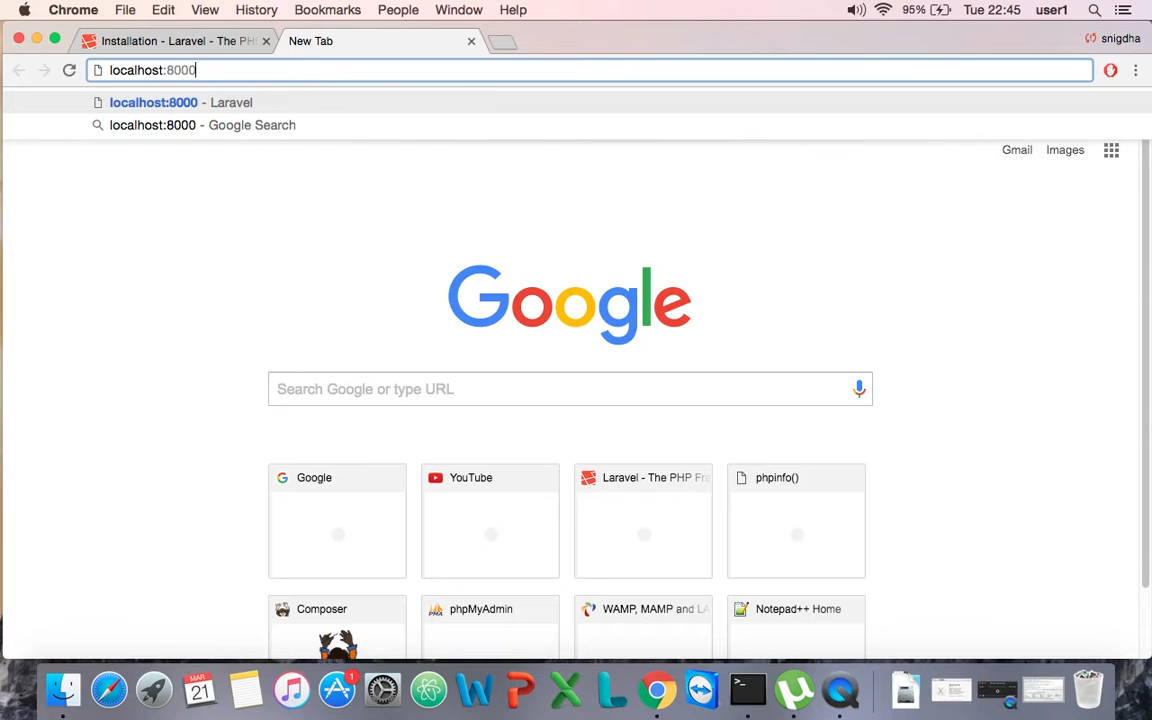 Chrome File Edit View History Bookmarks People Window Help 95% Tue 22:45 user1
Installation - Laravel - The PH New Tab snigdha
localhost:8000
localhost:8000 - Laravel
localhost:8000 - Google Search
Gmail Images
Google
Search Google or type URL
Google YouTube Laravel - The PHP Fra phpinfo()
Composer phpMyAdmin WAMP, MAMP and LA Notepad++ Home
MAR
21
1